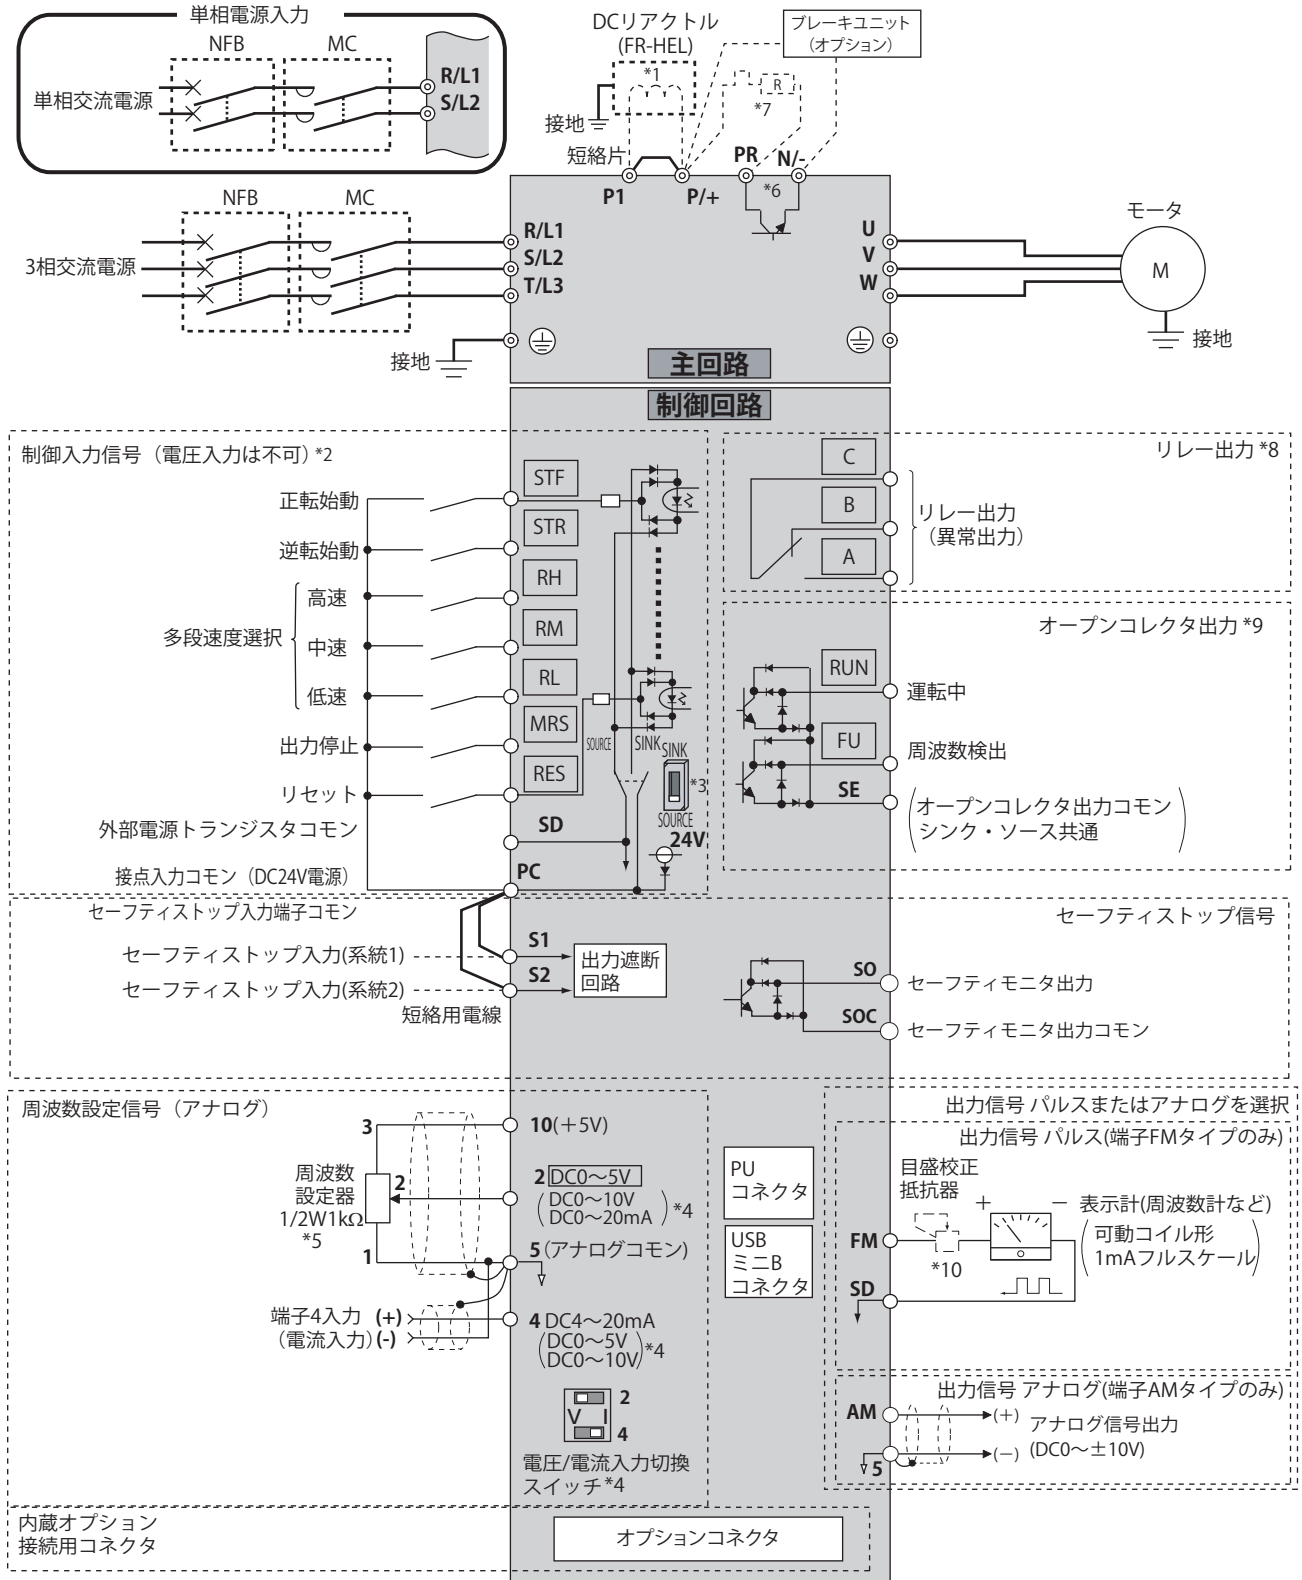 単相電源入力
NFB
MC
単相交流電源
R/L1
S/L2
DCリアクトル
(FR-HEL)
*1
接地
ブレーキユニット
(オプション)
R
*7
短絡片
P1
P/+
PR
N/-
*6
NFB
MC
3相交流電源
R/L1
S/L2
T/L3
接地
U
V
W
モータ
M
接地
主回路
制御回路
制御入力信号（電圧入力は不可）*2
正転始動
STF
逆転始動
STR
多段速度選択
高速
RH
中速
RM
低速
RL
出力停止
MRS
リセット
RES
SOURCE
SINK
SINK
*3
SOURCE
外部電源トランジスタコモン
SD
24V
接点入力コモン（DC24V電源）
PC
リレー出力 *8
C
B
A
リレー出力
（異常出力）
オープンコレクタ出力 *9
RUN
運転中
FU
周波数検出
SE
オープンコレクタ出力コモン
シンク・ソース共通
セーフティストップ入力端子コモン
セーフティストップ入力(系統1)
S1
セーフティストップ入力(系統2)
S2
短絡用電線
出力遮断
回路
セーフティストップ信号
SO
セーフティモニタ出力
SOC
セーフティモニタ出力コモン
周波数設定信号（アナログ）
3
10(＋5V)
周波数
設定器
1/2W1kΩ
*5
2
2 DC0～5V
(DC0～10V
DC0～20mA) *4
1
5 (アナログコモン)
端子4入力 (+)
（電流入力）(-)
4 DC4～20mA
(DC0～5V
DC0～10V) *4
2
V I
4
電圧/電流入力切換
スイッチ *4
PU
コネクタ
USB
ミニB
コネクタ
出力信号 パルスまたはアナログを選択
出力信号 パルス(端子FMタイプのみ)
目盛校正
抵抗器
＋
－
表示計(周波数計など)
(可動コイル形
1mAフルスケール)
FM
*10
SD
出力信号 アナログ(端子AMタイプのみ)
AM
(+)
アナログ信号出力
(DC0～±10V)
(−)
5
内蔵オプション
接続用コネクタ
オプションコネクタ